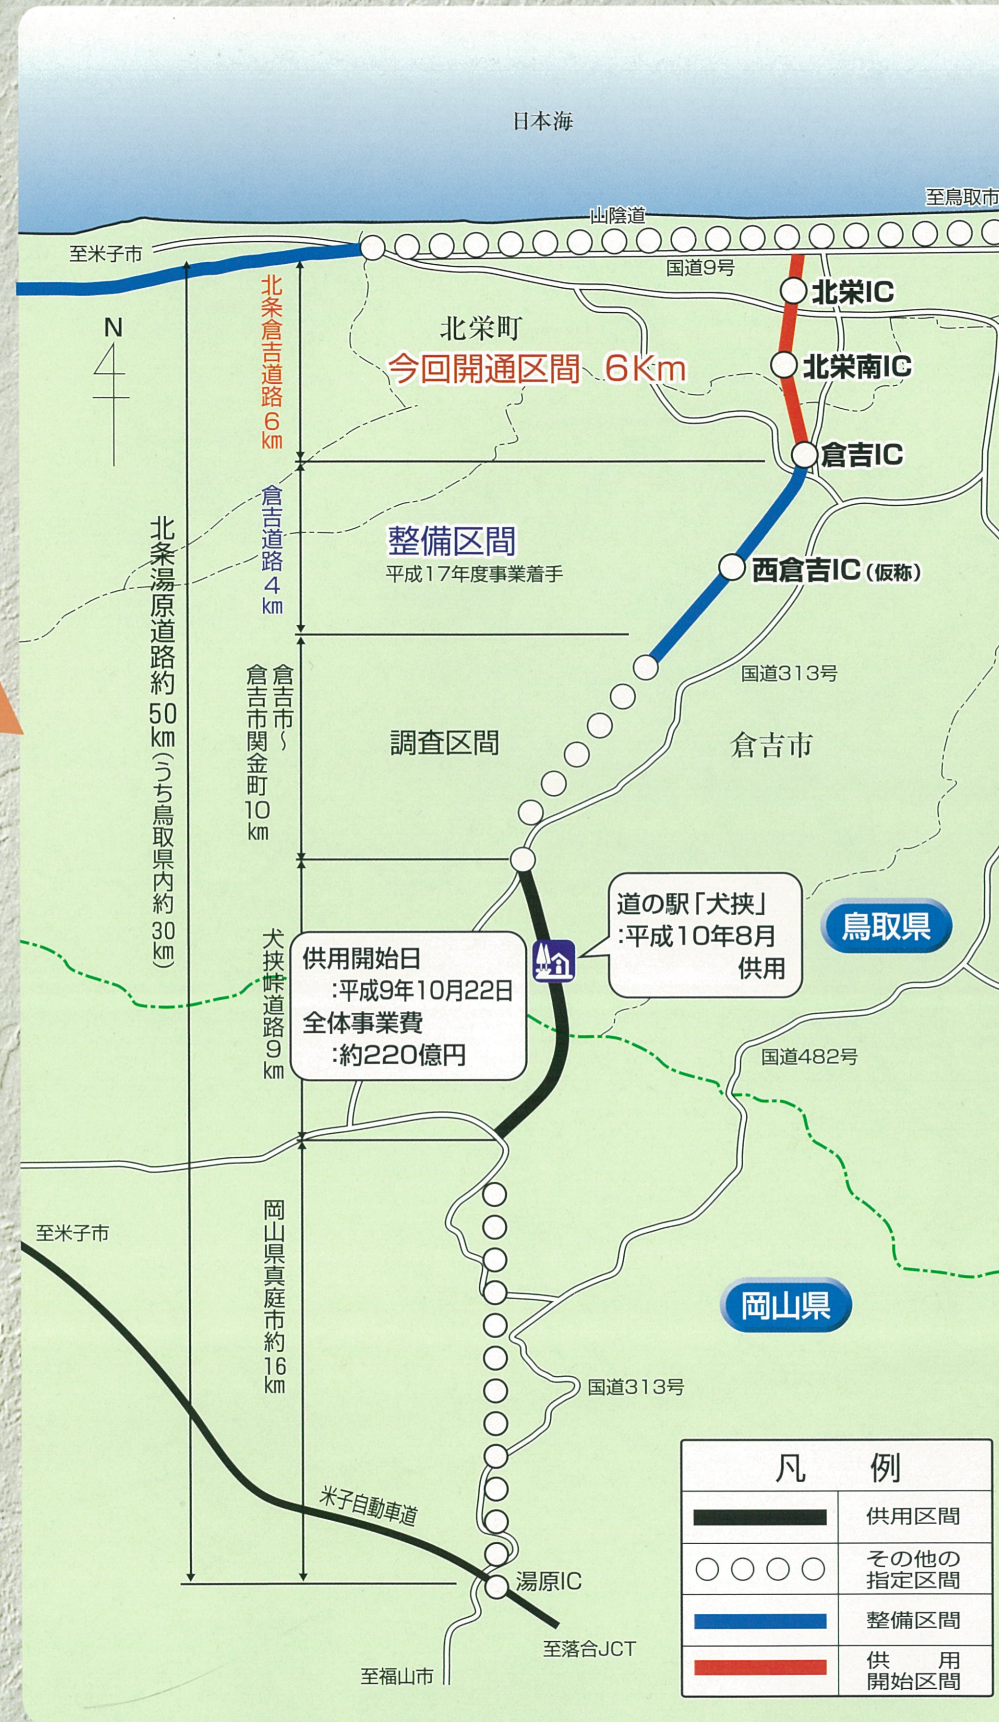 日本海
至鳥取市
山陰道
至米子市
国道9号
北栄IC
N
北栄町
今回開通区間 6Km
北栄南IC
北条倉吉道路6km
倉吉IC
倉吉道路4km
整備区間
平成17年度事業着手
西倉吉IC(仮称)
北条湯原道路約50km(うち鳥取県内約30km)
倉吉市〜
倉吉市関金町10km
国道313号
調査区間
倉吉市
道の駅「犬挟」
:平成10年8月
供用
鳥取県
犬挟峠道路9km
供用開始日
:平成9年10月22日
全体事業費
:約220億円
国道482号
岡山県真庭市約16km
至米子市
岡山県
国道313号
米子自動車道
湯原IC
至落合JCT
至福山市
凡 例
供用区間
その他の
指定区間
整備区間
供 用
開始区間